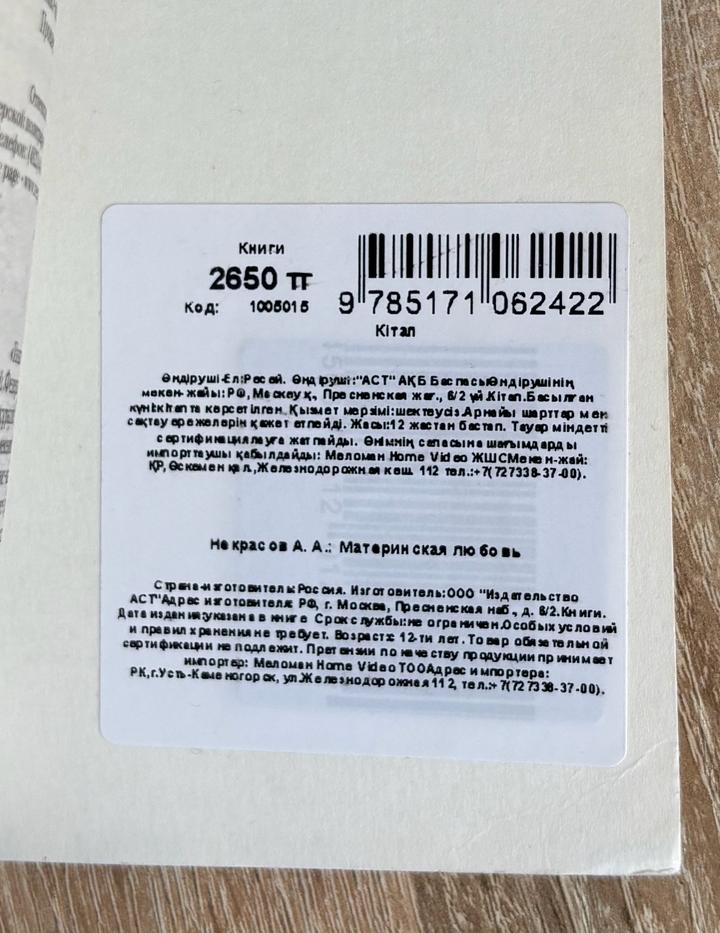 Книги
2650 тг
Код: 1005015
9 785171 062422
Кітап
Өндіруші-Ел:Ресей. Өндіруші:"АСТ" АҚБ БаспасыӨндірушінің
мекен-жайы:РФ, Мәскеу қ., Пресненская жағ., 6/2 үй.Кітап.Басылған
күні:кітапта көрсетілген. Қызмет мерзімі:шектеусіз.Арнайы шарттар мен
сақтау ережелерін қажет етпейді. Жасы:12 жастан бастап. Тауар міндетті
сертификациялауға жатпайды. Өнімнің сапасына шағымдарды
импорттаушы қабылдайды: Меломан Home Video ЖШСМекен-жай:
ҚР,Өскемен қал.,Железнодорожная көш. 112 тел.:+7(727338-37-00).
Некрасов А. А.: Материнская любовь
Страна-изготовитель:Россия. Изготовитель:ООО "Издательство
АСТ"Адрес изготовителя: РФ, г. Москва, Пресненская наб., д. 6/2.Книги.
Дата издания:указана в книге Срок службы:не ограничен.Особых условий
и правил хранения не требует. Возраст:с 12-ти лет. Товар обязательной
сертификации не подлежит. Претензии по качеству продукции принимает
импортер: Меломан Home Video ТООАдрес импортера:
РК,г.Усть-Каменогорск, ул.Железнодорожная 112, тел.:+7(727338-37-00).